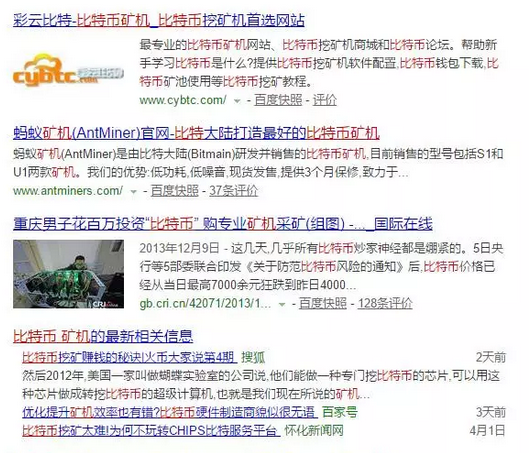 彩云比特-比特币矿机_比特币挖矿机首选网站
cybtc.com
最专业的比特币矿机网站、比特币挖矿机商城和比特币论坛。帮助新
手学习比特币是什么?提供比特币挖矿机软件配置,比特币钱包下载,比
特币矿池使用等比特币挖矿教程。
www.cybtc.com/ - 百度快照 - 评价
蚂蚁矿机(AntMiner)官网-比特大陆打造最好的比特币矿机
蚂蚁矿机(AntMiner)是由比特大陆(Bitmain)研发并销售的比特币矿机,目前销售的型号包括S1和
U1两款矿机。我们的优势:低功耗,低噪音,现货发售,提供3个月保修,致力于...
www.antminers.com/ - 百度快照 - 37条评价
重庆男子花百万投资“比特币” 购专业矿机采矿(组图) -..._国际在线
2013年12月9日 - 这几天,几乎所有比特币炒家神经都是绷紧的。5日央
行等5部委联合印发《关于防范比特币风险的通知》后,比特币价格已
经从当日最高7000余元狂跌到昨日4000...
CRI
gb.cri.cn/42071/2013/1... - 百度快照 - 128条评价
比特币 矿机的最新相关信息
比特币挖矿赚钱的秘诀|火币大家说第4期 搜狐 2天前
然后2012年,美国一家叫做蝴蝶实验室的公司说,他们能做一种专门挖比特币的芯片,可以用这
种芯片做成转挖比特币的超级计算机,也就是我们现在所说的矿机...
优化提升矿机效率也有错?比特币硬件制造商貌似很无语 百家号 3天前
比特币挖矿太难!为何不玩转CHIPS比特服务平台 怀化新闻网 4月1日